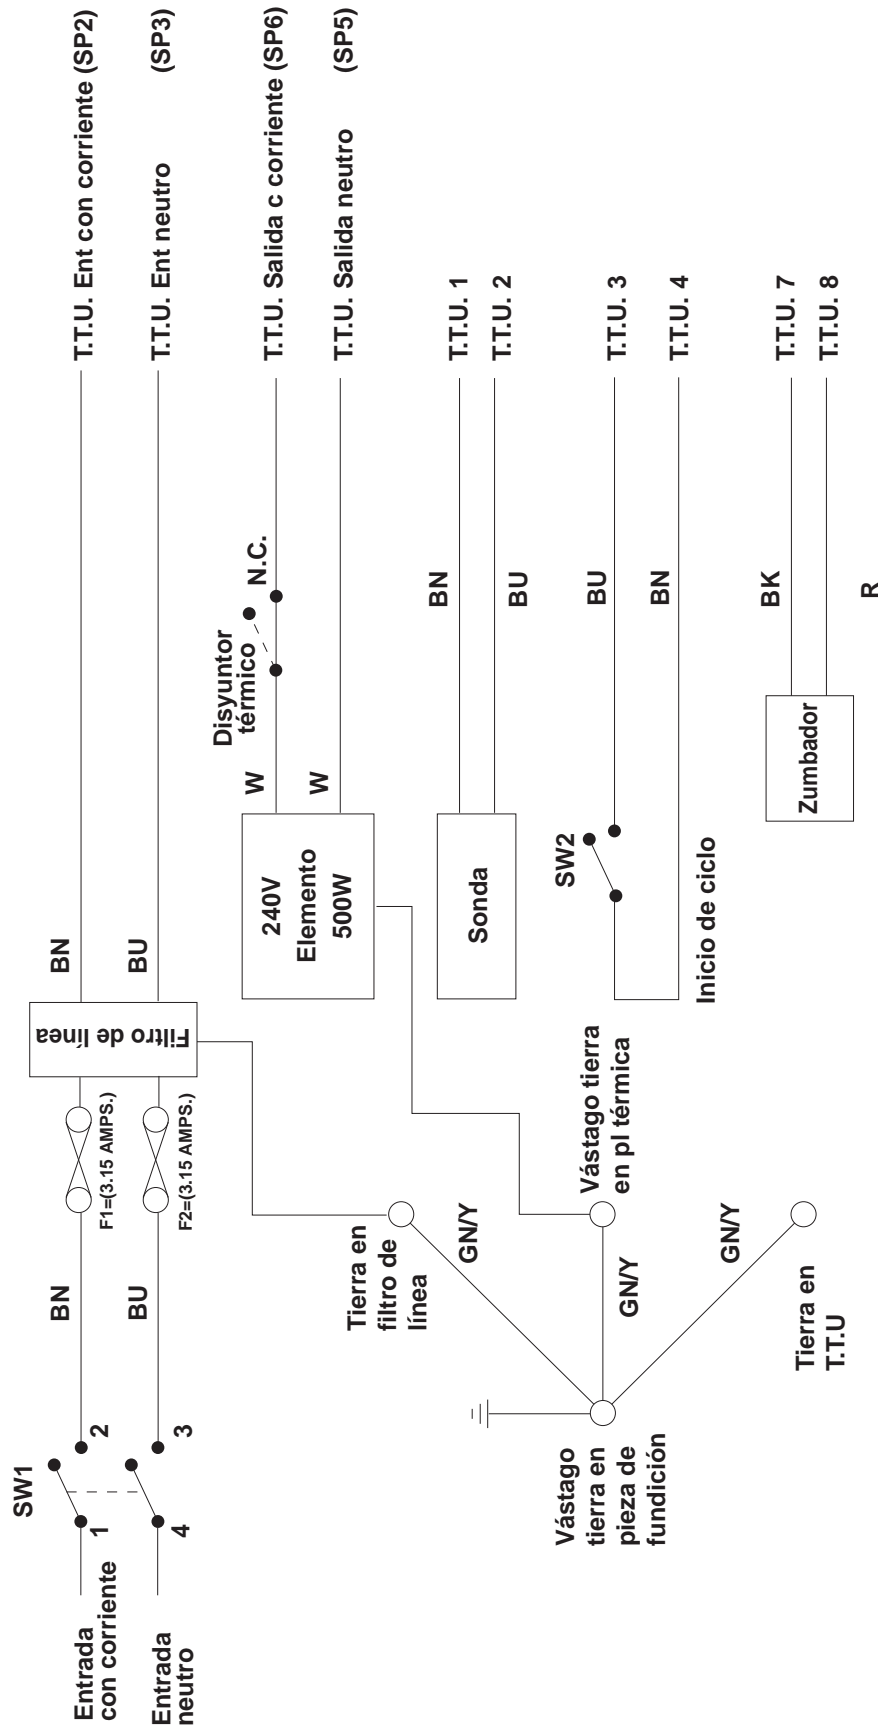 Entrada
con corriente
Entrada
neutro
SW1
1
2
4
3
BN
BU
F1=(3.15 AMPS.)
F2=(3.15 AMPS.)
Filtro de línea
BN
BU
T.T.U. Ent con corriente (SP2)
T.T.U. Ent neutro (SP3)
240V
Elemento
500W
W
W
Disyuntor
térmico
N.C.
T.T.U. Salida c corriente (SP6)
T.T.U. Salida neutro (SP5)
Sonda
BN
BU
T.T.U. 1
T.T.U. 2
SW2
Inicio de ciclo
BU
BN
T.T.U. 3
T.T.U. 4
Zumbador
BK
R
T.T.U. 7
T.T.U. 8
Tierra en
filtro de
línea
GN/Y
Vástago tierra
en pl térmica
GN/Y
GN/Y
Tierra en
T.T.U
Vástago
tierra en
pieza de
fundición